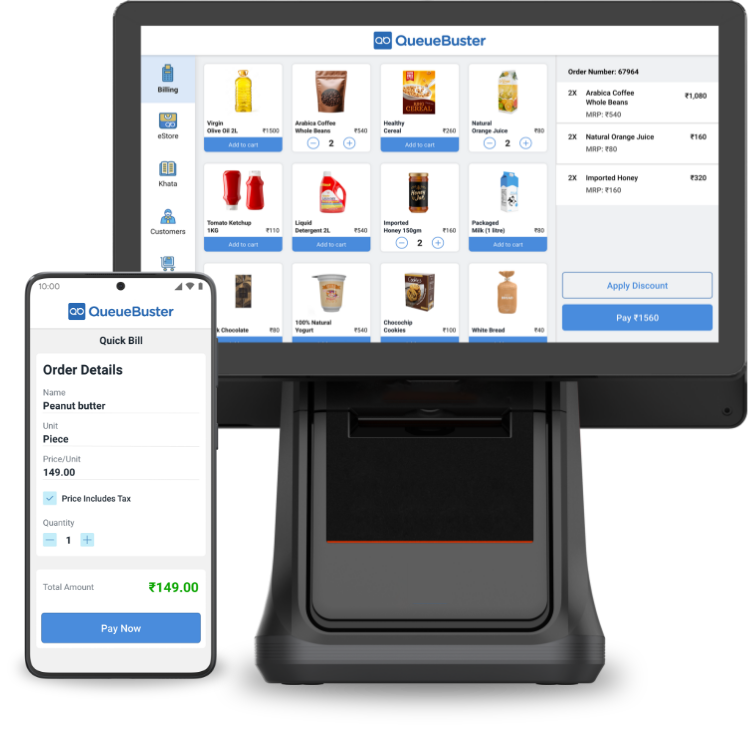 QueueBuster
Billing
eStore
Khata
Customers
Virgin
Olive Oil 2L ₹1500
Add to cart
Arabica Coffee
Whole Beans ₹540
2
Healthy
Cereal ₹260
Add to cart
Natural
Orange Juice ₹80
2
Tomato Ketchup
1KG ₹110
Add to cart
Liquid
Detergent 2L ₹540
Add to cart
Imported
Honey 150gm ₹160
2
Packaged
Milk (1 litre) ₹80
Add to cart
k Chocolate ₹90
100% Natural
Yogurt ₹540
Chocochip
Cookies ₹100
White Bread ₹40
CEREAL
Cookies
Order Number: 67964
2X Arabica Coffee ₹1,080
Whole Beans
MRP: ₹540
2X Natural Orange Juice ₹160
MRP: ₹80
2X Imported Honey ₹320
MRP: ₹160
Apply Discount
Pay ₹1560
10:00
QueueBuster
Quick Bill
Order Details
Name
Peanut butter
Unit
Piece
Price/Unit
149.00
Price Includes Tax
Quantity
1
Total Amount ₹149.00
Pay Now